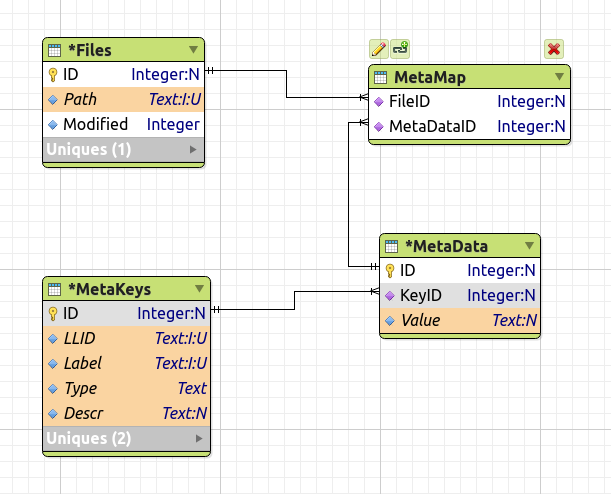 *Files
ID Integer:N
Path Text:I:U
Modified Integer
Uniques (1)
MetaMap
FileID Integer:N
MetaDataID Integer:N
*MetaData
ID Integer:N
KeyID Integer:N
Value Text:N
*MetaKeys
ID Integer:N
LLID Text:I:U
Label Text:I:U
Type Text
Descr Text:N
Uniques (2)